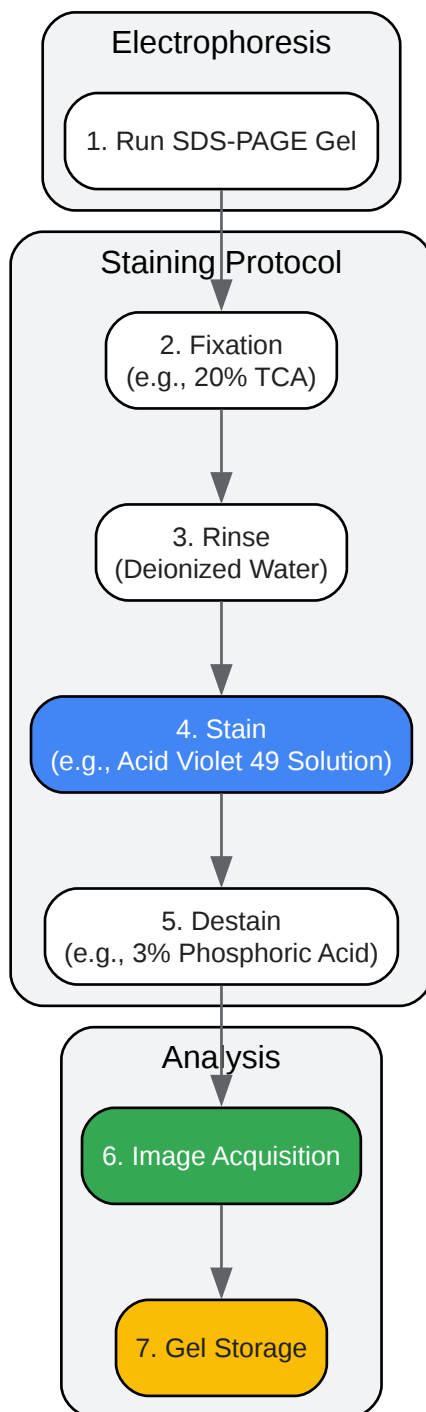 Electrophoresis
1. Run SDS-PAGE Gel
Staining Protocol
2. Fixation
(e.g., 20% TCA)
3. Rinse
(Deionized Water)
4. Stain
(e.g., Acid Violet 49 Solution)
5. Destain
(e.g., 3% Phosphoric Acid)
Analysis
6. Image Acquisition
7. Gel Storage